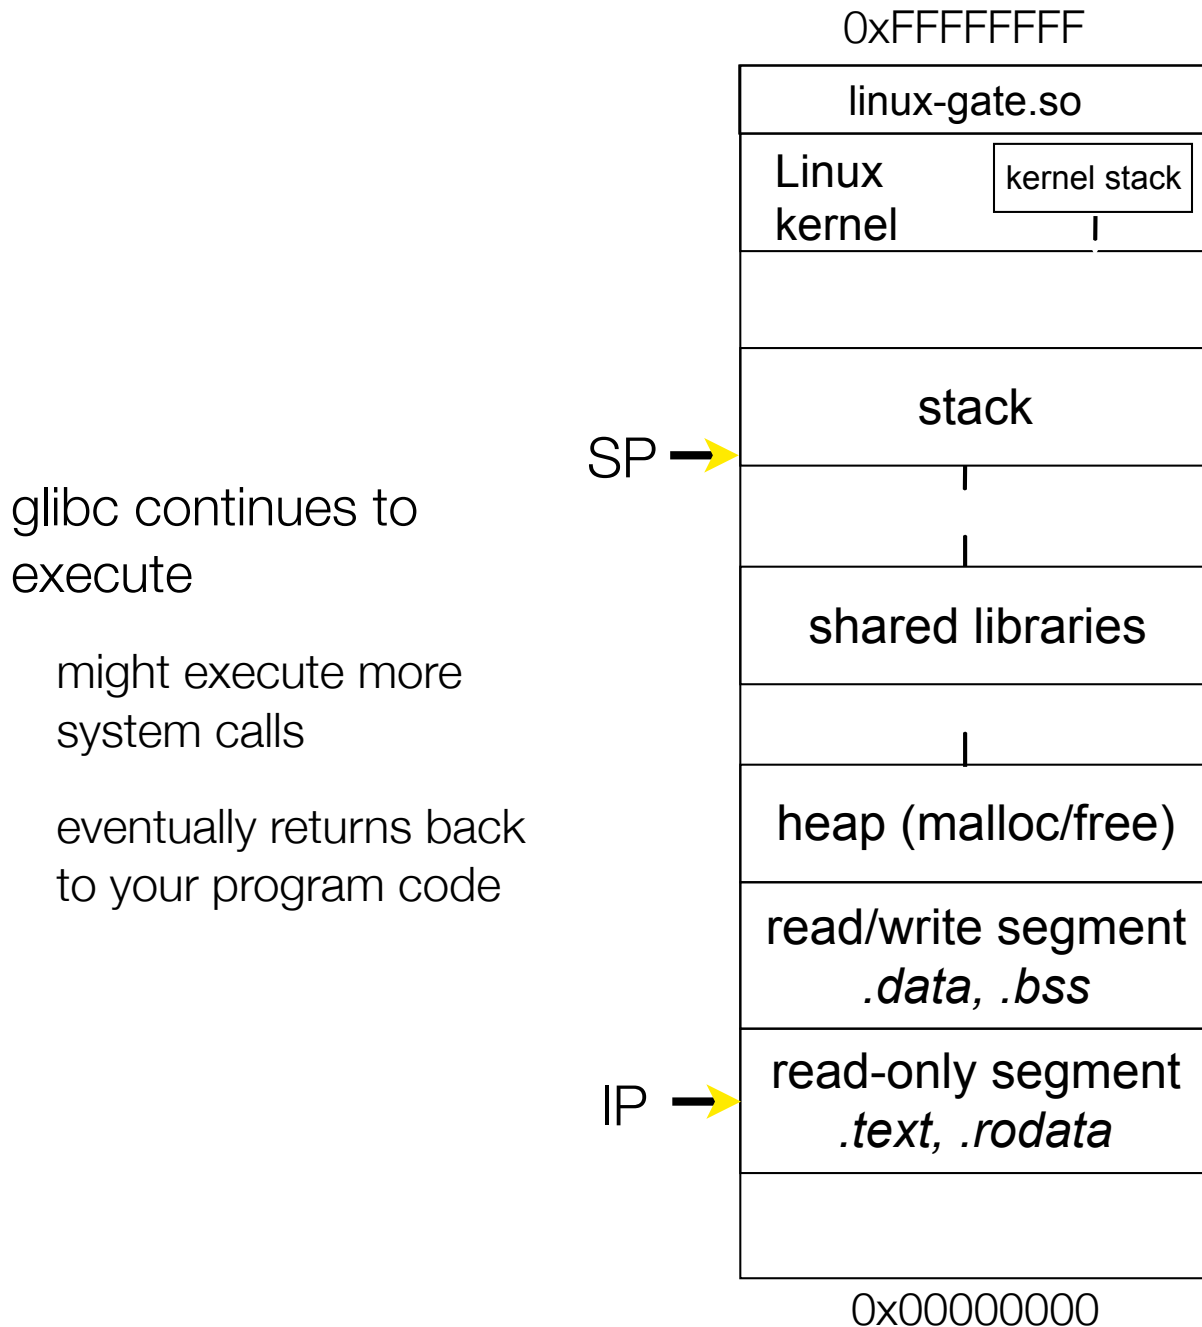 0xFFFFFFFF
linux-gate.so
Linux
kernel
kernel stack
stack
SP
glibc continues to
execute
shared libraries
might execute more
system calls
heap (malloc/free)
eventually returns back
to your program code
read/write segment
.data, .bss
read-only segment
IP
.text, .rodata
0x00000000